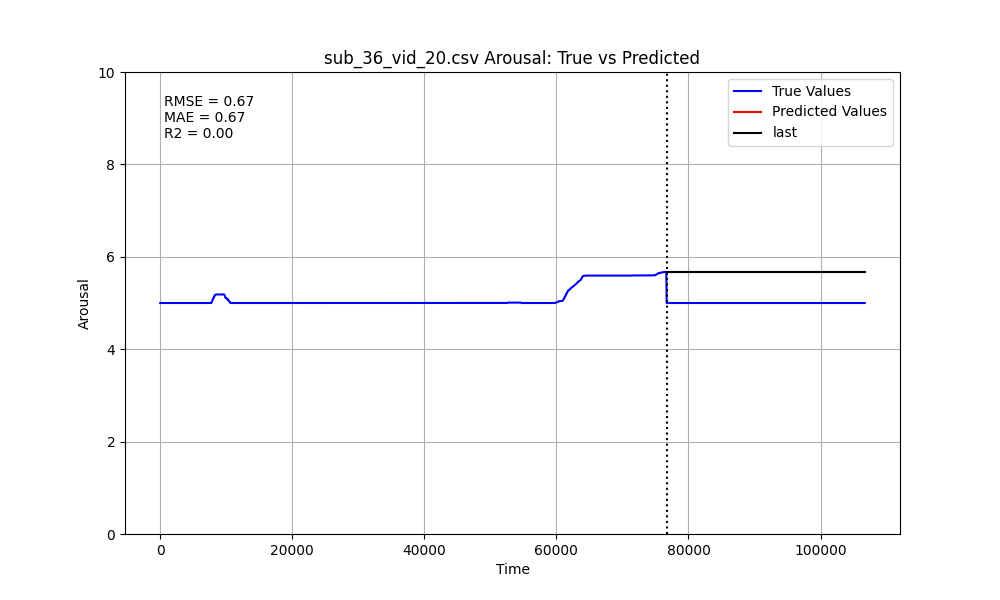 sub_36_vid_20.csv Arousal: True vs Predicted
10
8
6
4
2
0
Arousal
RMSE = 0.67
MAE = 0.67
R2 = 0.00
True Values
Predicted Values
last
0 20000 40000 60000 80000 100000
Time